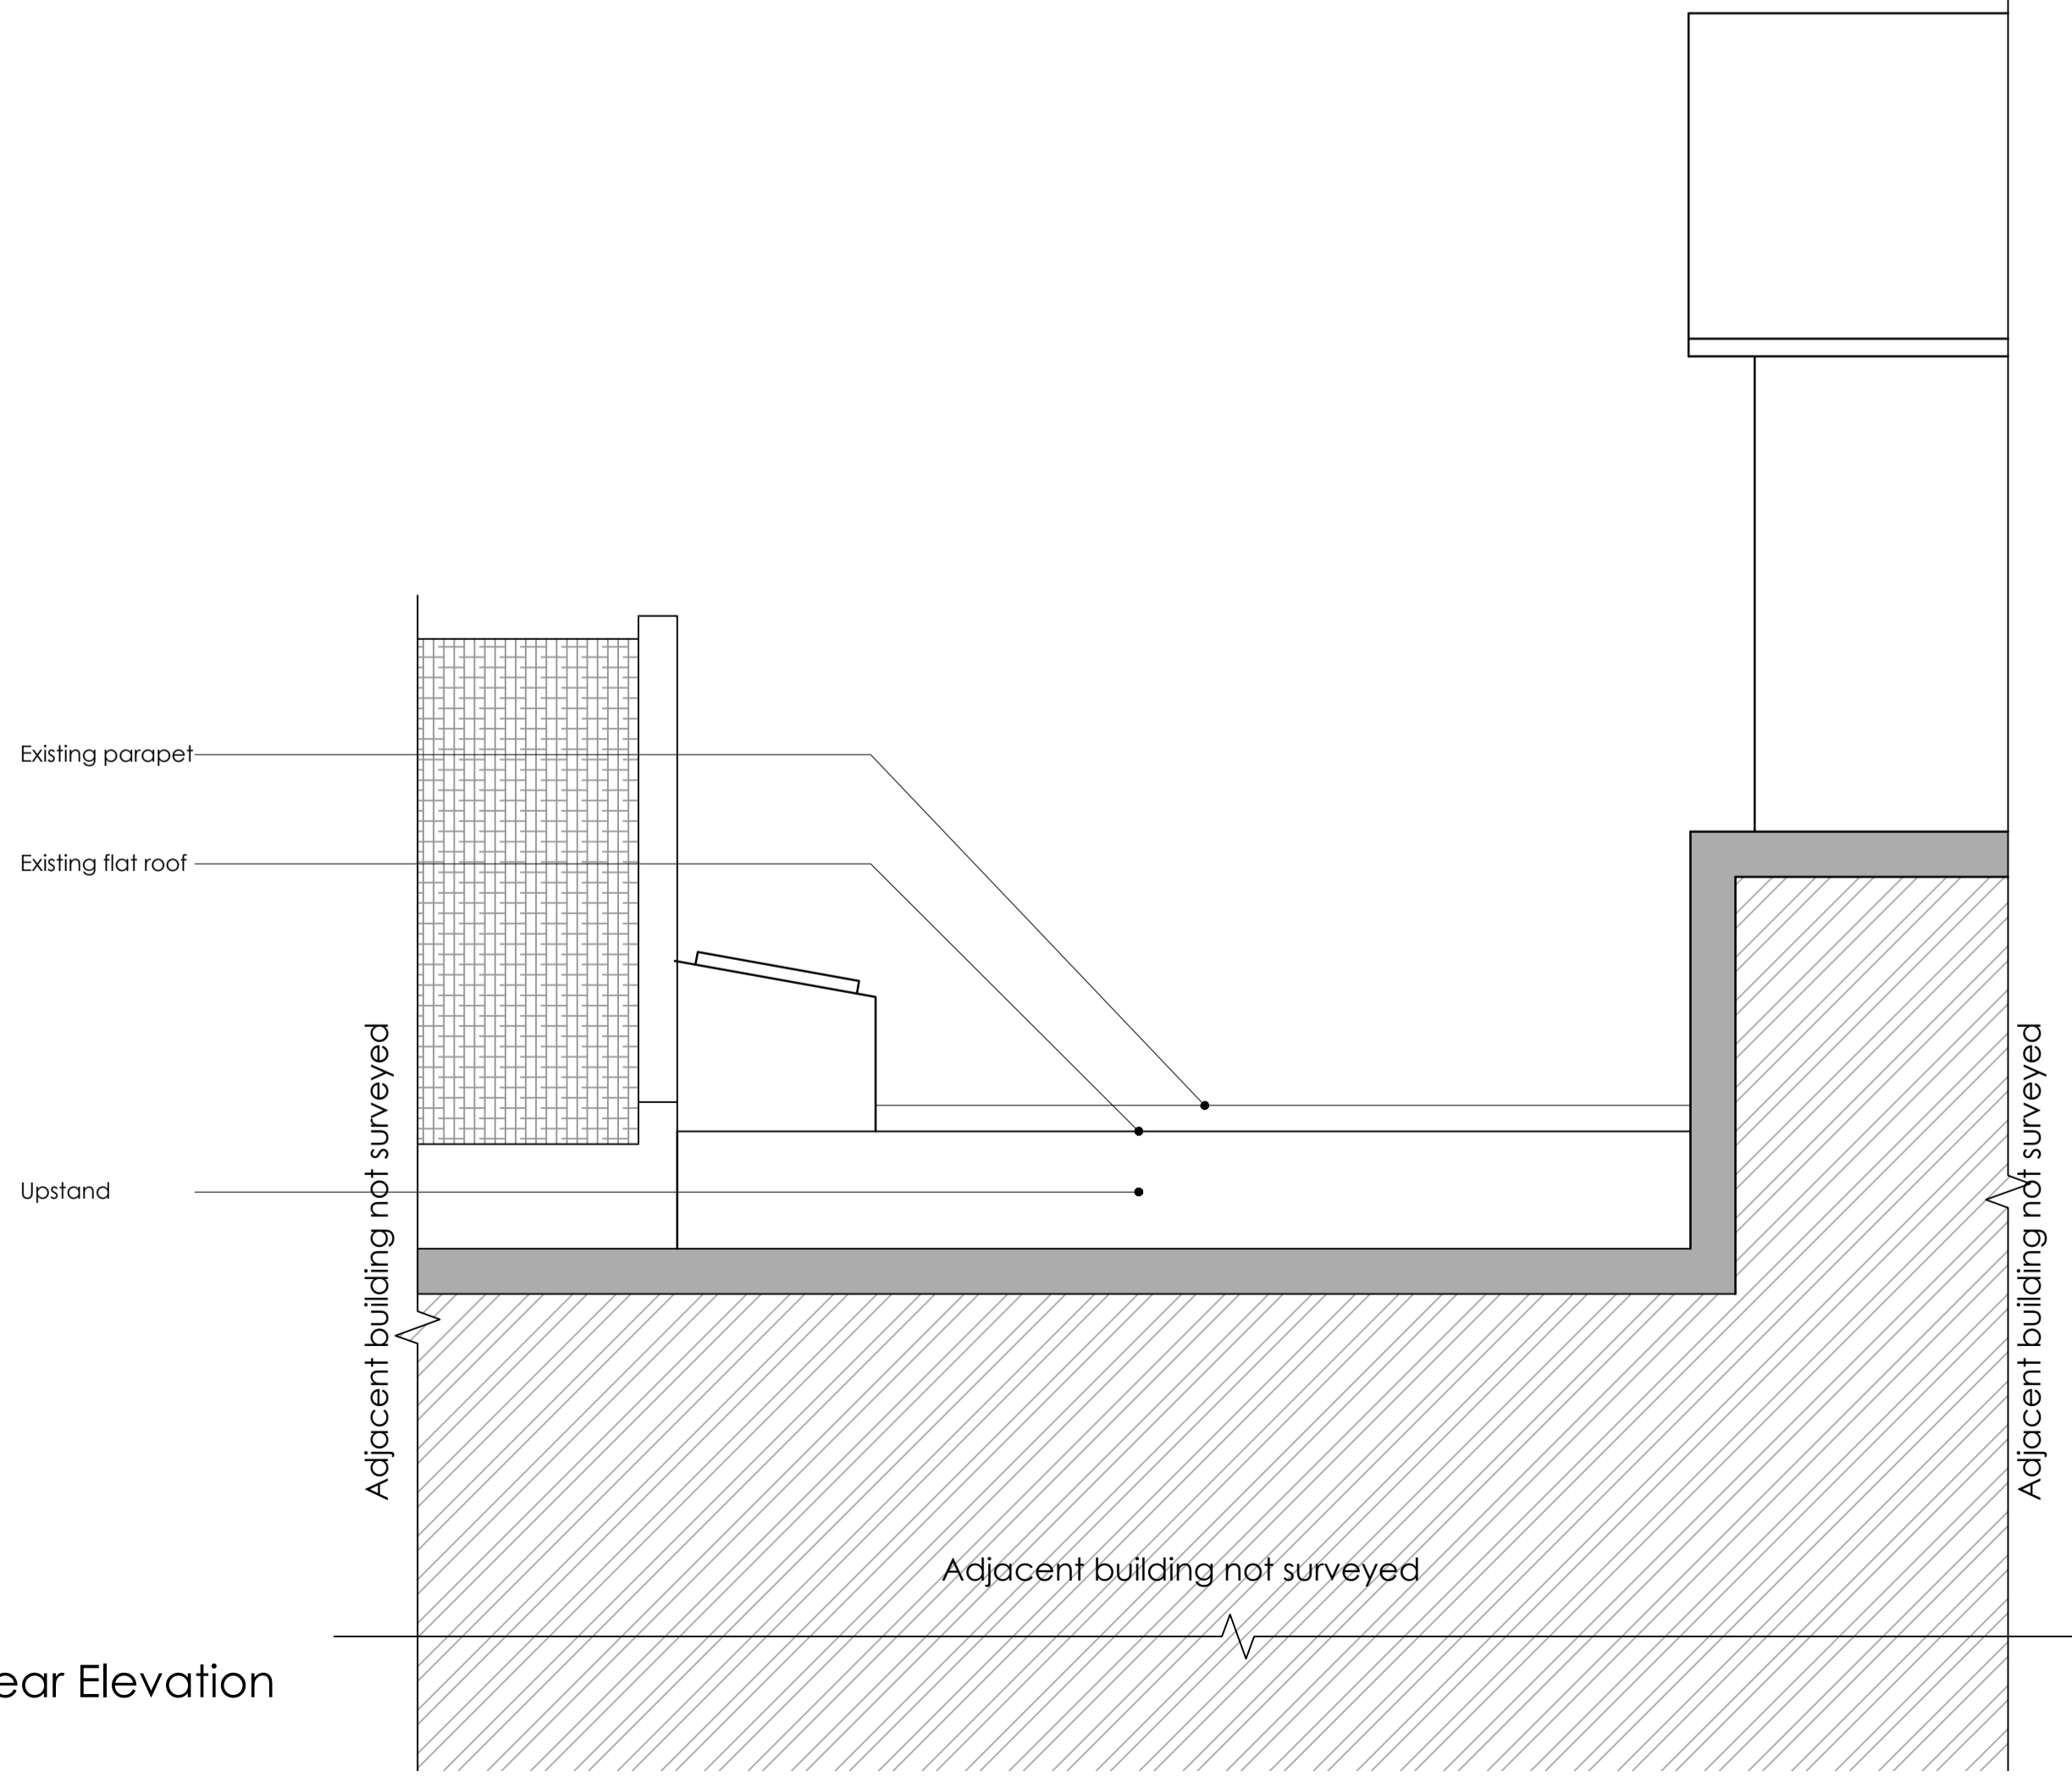 Existing parapet
Existing flat roof
Upstand
Adjacent building not surveyed
Adjacent building not surveyed
Adjacent building not surveyed
ear Elevation